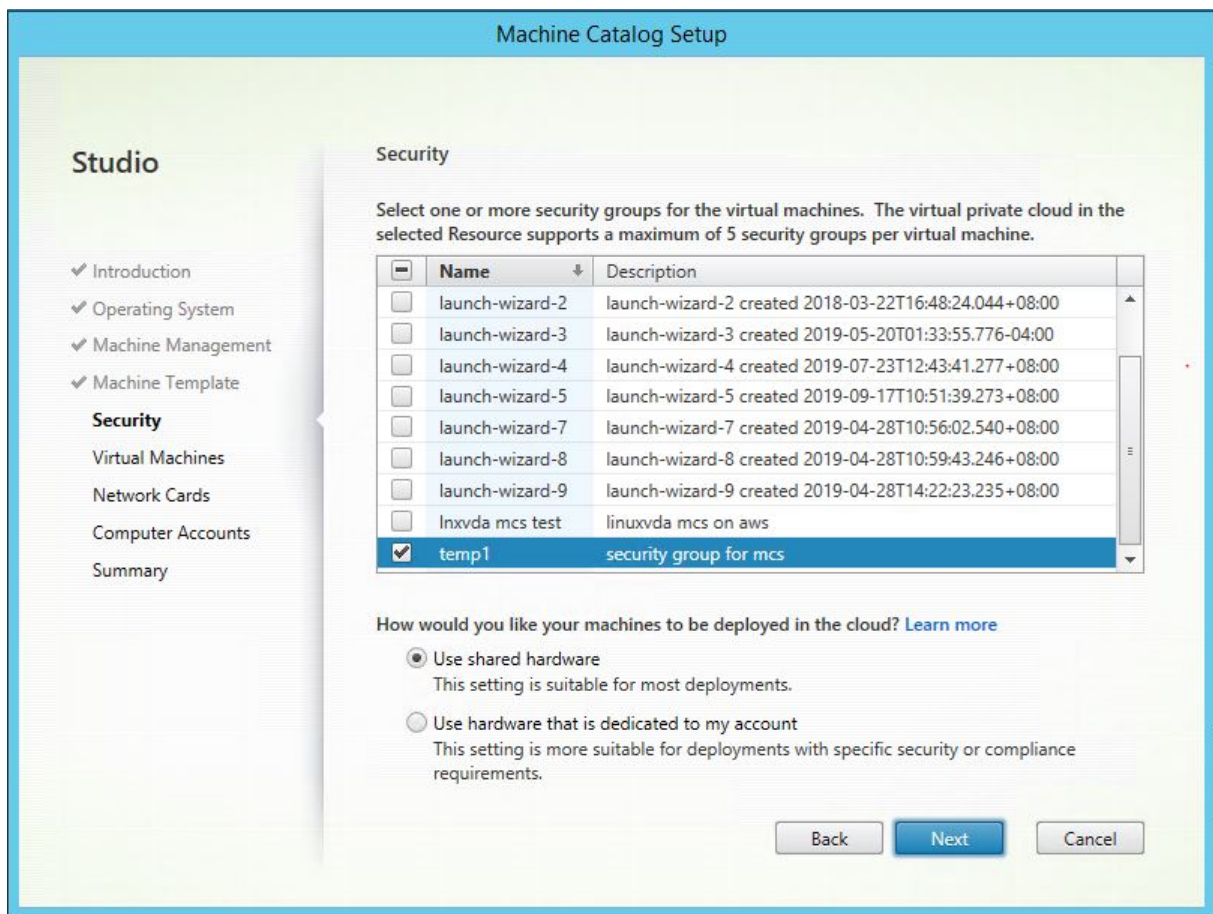 Machine Catalog Setup
Studio
✔ Introduction
✔ Operating System
✔ Machine Management
✔ Machine Template
Security
Virtual Machines
Network Cards
Computer Accounts
Summary
Security
Select one or more security groups for the virtual machines. The virtual private cloud in the
selected Resource supports a maximum of 5 security groups per virtual machine.
Name Description
launch-wizard-2 launch-wizard-2 created 2018-03-22T16:48:24.044+08:00
launch-wizard-3 launch-wizard-3 created 2019-05-20T01:33:55.776-04:00
launch-wizard-4 launch-wizard-4 created 2019-07-23T12:43:41.277+08:00
launch-wizard-5 launch-wizard-5 created 2019-09-17T10:51:39.273+08:00
launch-wizard-7 launch-wizard-7 created 2019-04-28T10:56:02.540+08:00
launch-wizard-8 launch-wizard-8 created 2019-04-28T10:59:43.246+08:00
launch-wizard-9 launch-wizard-9 created 2019-04-28T14:22:23.235+08:00
lnxvda mcs test linuxvda mcs on aws
temp1 security group for mcs
How would you like your machines to be deployed in the cloud? Learn more
Use shared hardware
This setting is suitable for most deployments.
Use hardware that is dedicated to my account
This setting is more suitable for deployments with specific security or compliance
requirements.
Back Next Cancel